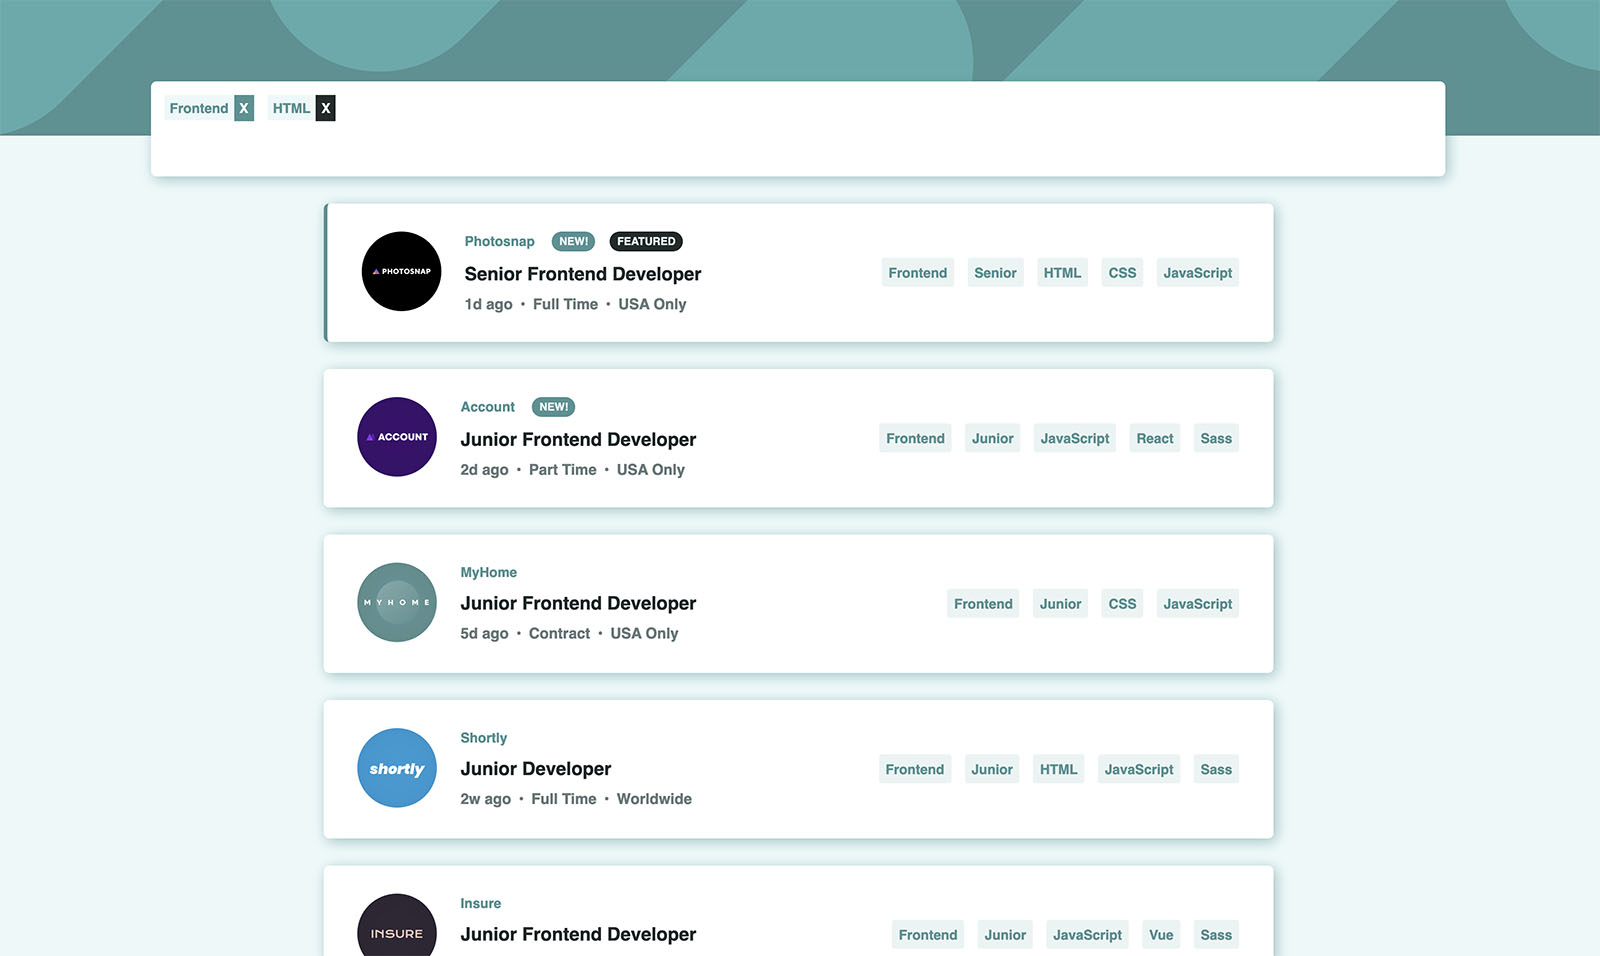 Frontend X HTML X
PHOTOSNAP
Photosnap NEW! FEATURED
Senior Frontend Developer
1d ago • Full Time • USA Only
Frontend Senior HTML CSS JavaScript
ACCOUNT
Account NEW!
Junior Frontend Developer
2d ago • Part Time • USA Only
Frontend Junior JavaScript React Sass
MYHOME
MyHome
Junior Frontend Developer
5d ago • Contract • USA Only
Frontend Junior CSS JavaScript
shortly
Shortly
Junior Developer
2w ago • Full Time • Worldwide
Frontend Junior HTML JavaScript Sass
INSURE
Insure
Junior Frontend Developer
Frontend Junior JavaScript Vue Sass